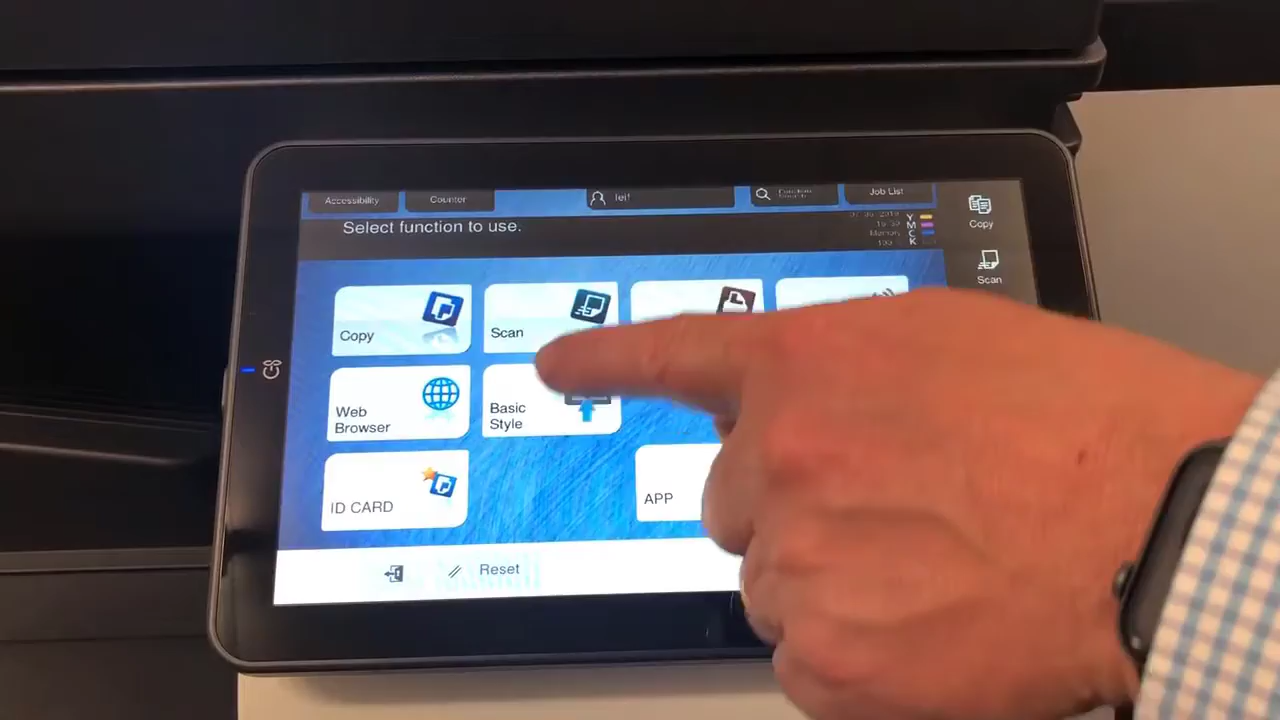 Accessibility
Counter
leif
Job List
Copy
Select function to use.
Y
M
C
K
Scan
Copy
Scan
Web
Browser
Basic
Style
ID CARD
APP
Reset